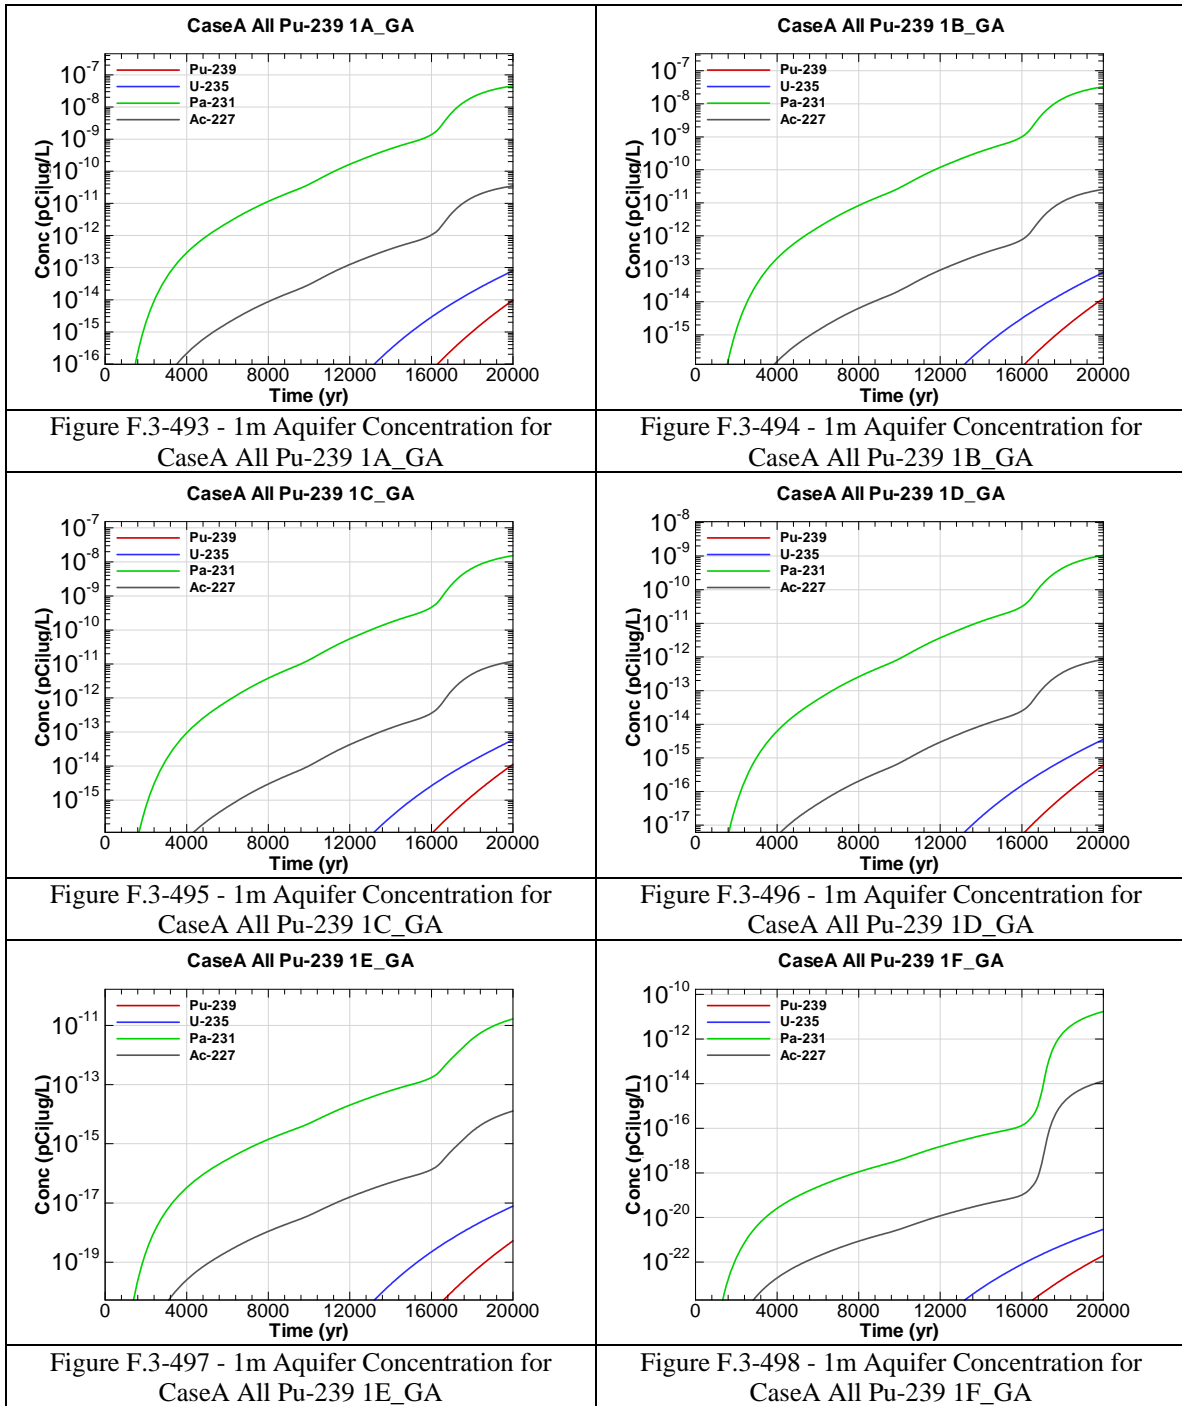 CaseA All Pu-239 1A_GA
Conc (pCi|ug/L)
10-7
10-8
10-9
10-10
10-11
10-12
10-13
10-14
10-15
10-16
Pu-239
U-235
Pa-231
Ac-227
0 4000 8000 12000 16000 20000
Time (yr)
Figure F.3-493 - 1m Aquifer Concentration for
CaseA All Pu-239 1A_GA
CaseA All Pu-239 1B_GA
Conc (pCi|ug/L)
10-7
10-8
10-9
10-10
10-11
10-12
10-13
10-14
10-15
Pu-239
U-235
Pa-231
Ac-227
0 4000 8000 12000 16000 20000
Time (yr)
Figure F.3-494 - 1m Aquifer Concentration for
CaseA All Pu-239 1B_GA
CaseA All Pu-239 1C_GA
Conc (pCi|ug/L)
10-7
10-8
10-9
10-10
10-11
10-12
10-13
10-14
10-15
Pu-239
U-235
Pa-231
Ac-227
0 4000 8000 12000 16000 20000
Time (yr)
Figure F.3-495 - 1m Aquifer Concentration for
CaseA All Pu-239 1C_GA
CaseA All Pu-239 1D_GA
Conc (pCi|ug/L)
10-8
10-9
10-10
10-11
10-12
10-13
10-14
10-15
10-16
10-17
Pu-239
U-235
Pa-231
Ac-227
0 4000 8000 12000 16000 20000
Time (yr)
Figure F.3-496 - 1m Aquifer Concentration for
CaseA All Pu-239 1D_GA
CaseA All Pu-239 1E_GA
Conc (pCi|ug/L)
10-11
10-13
10-15
10-17
10-19
Pu-239
U-235
Pa-231
Ac-227
0 4000 8000 12000 16000 20000
Time (yr)
Figure F.3-497 - 1m Aquifer Concentration for
CaseA All Pu-239 1E_GA
CaseA All Pu-239 1F_GA
Conc (pCi|ug/L)
10-10
10-12
10-14
10-16
10-18
10-20
10-22
Pu-239
U-235
Pa-231
Ac-227
0 4000 8000 12000 16000 20000
Time (yr)
Figure F.3-498 - 1m Aquifer Concentration for
CaseA All Pu-239 1F_GA